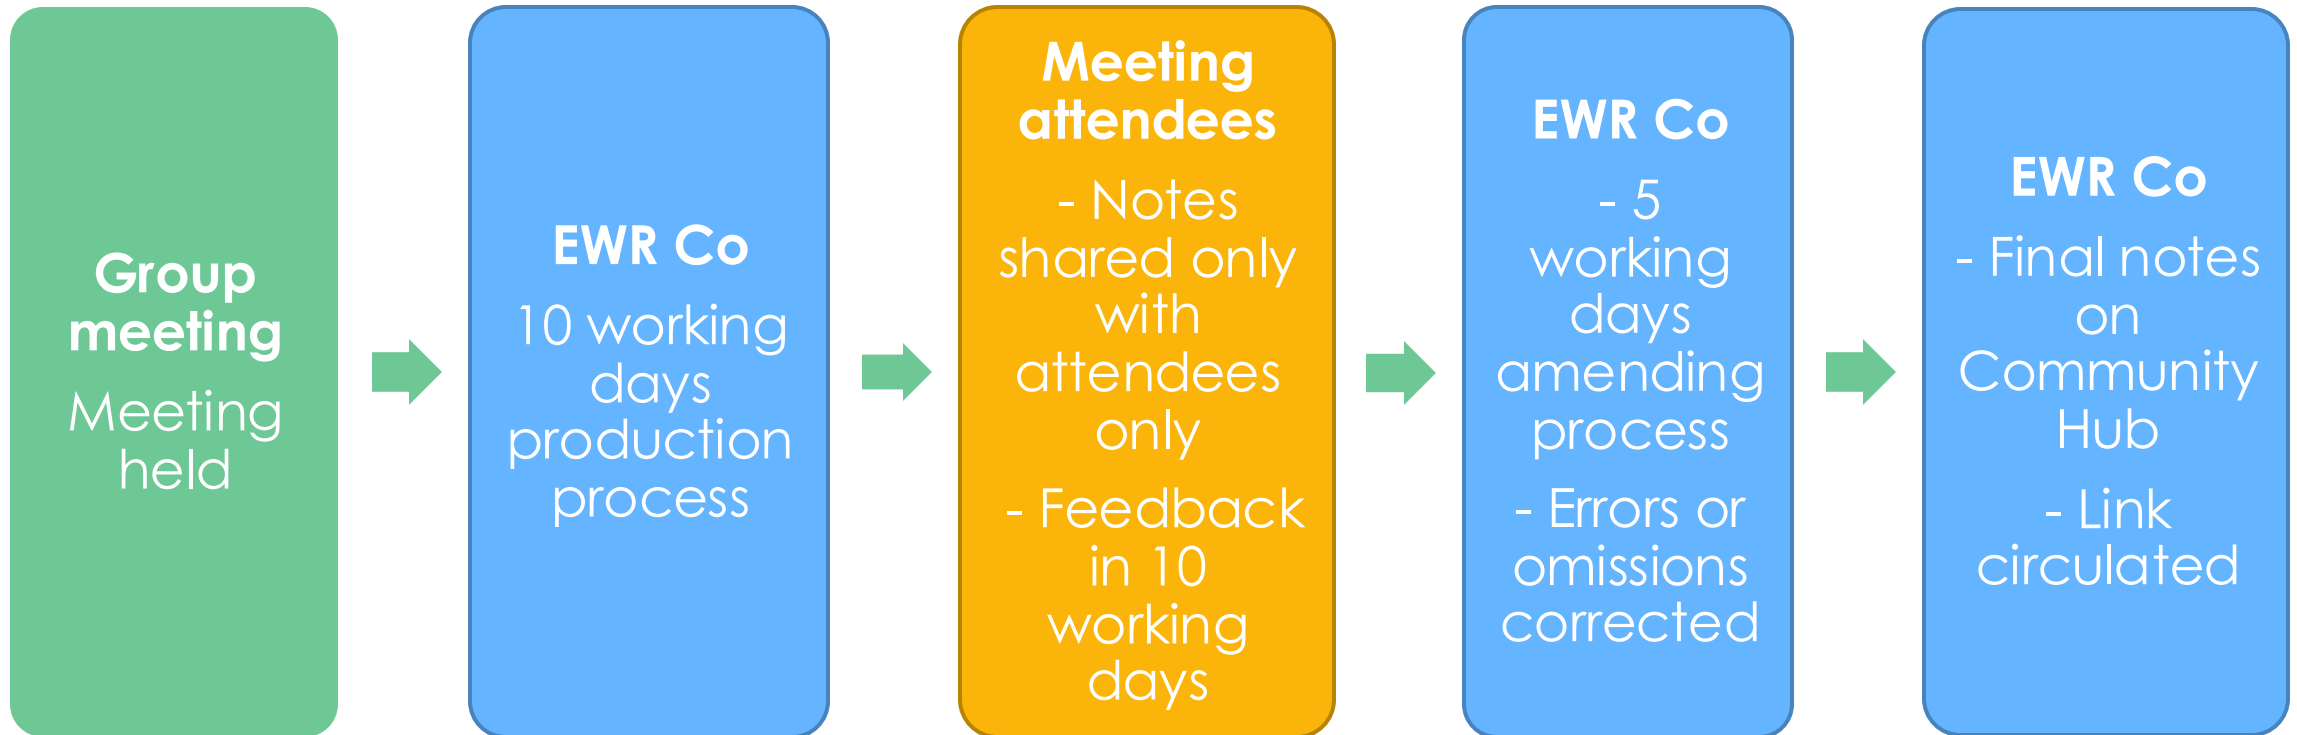 Group
meeting
Meeting
held
EWR Co
10 working
days
production
process
Meeting
attendees
- Notes
shared only
with
attendees
only
- Feedback
in 10
working
days
EWR Co
- 5
working
days
amending
process
- Errors or
omissions
corrected
EWR Co
- Final notes
on
Community
Hub
- Link
circulated